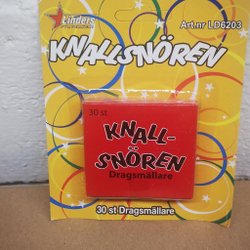 Linders
Art.nr LD6203
KNALLSNÖREN
30 st
KNALL-
SNÖREN
Dragsmällare
30 st Dragsmällare